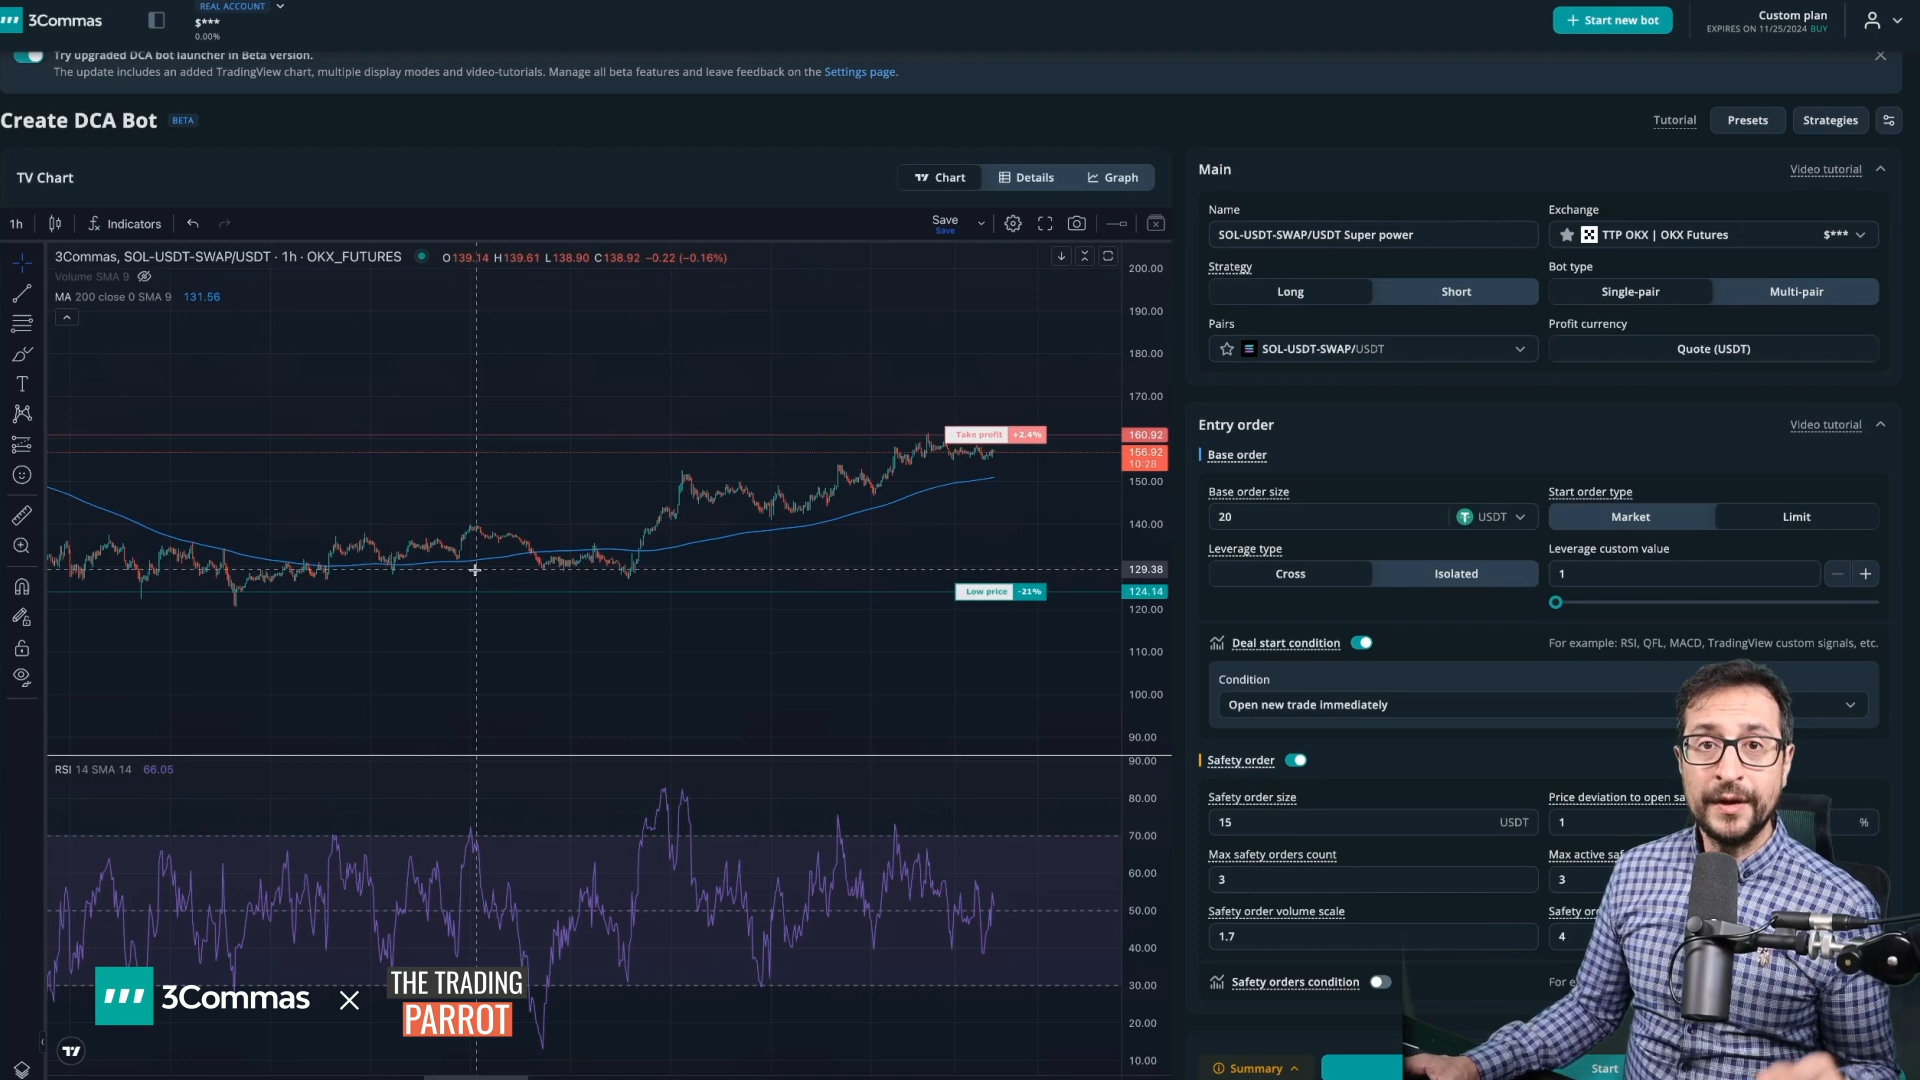 3Commas
REAL ACCOUNT
$***
0.00%
Start new bot
Custom plan
EXPIRES ON 11/25/2024 BUY
Try upgraded DCA bot launcher in Beta version.
The update includes an added TradingView chart, multiple display modes and video-tutorials. Manage all beta features and leave feedback on the Settings page.
Create DCA Bot BETA
Tutorial
Presets
Strategies
TV Chart
Chart
Details
Graph
1h
Indicators
Save
Save
3Commas, SOL-USDT-SWAP/USDT · 1h · OKX_FUTURES
O139.14 H139.61 L138.90 C138.92 −0.22 (−0.16%)
Volume SMA 9
MA 200 close 0 SMA 9 131.56
200.00
190.00
180.00
170.00
Take profit +2.4%
160.92
156.92
10:28
150.00
140.00
129.38
Low price -21%
124.14
120.00
110.00
100.00
90.00
RSI 14 SMA 14 66.05
90.00
80.00
70.00
60.00
50.00
40.00
30.00
20.00
10.00
3Commas
THE TRADING
PARROT
Main
Video tutorial
Name
SOL-USDT-SWAP/USDT Super power
Exchange
TTP OKX | OKX Futures
$***
Strategy
Long
Short
Bot type
Single-pair
Multi-pair
Pairs
SOL-USDT-SWAP/USDT
Profit currency
Quote (USDT)
Entry order
Video tutorial
Base order
Base order size
20
USDT
Start order type
Market
Limit
Leverage type
Cross
Isolated
Leverage custom value
1
Deal start condition
For example: RSI, QFL, MACD, TradingView custom signals, etc.
Condition
Open new trade immediately
Safety order
Safety order size
15
USDT
Price deviation to open sa
1
%
Max safety orders count
3
Max active saf
3
Safety order volume scale
1.7
Safety or
4
Safety orders condition
For e
Summary
Start